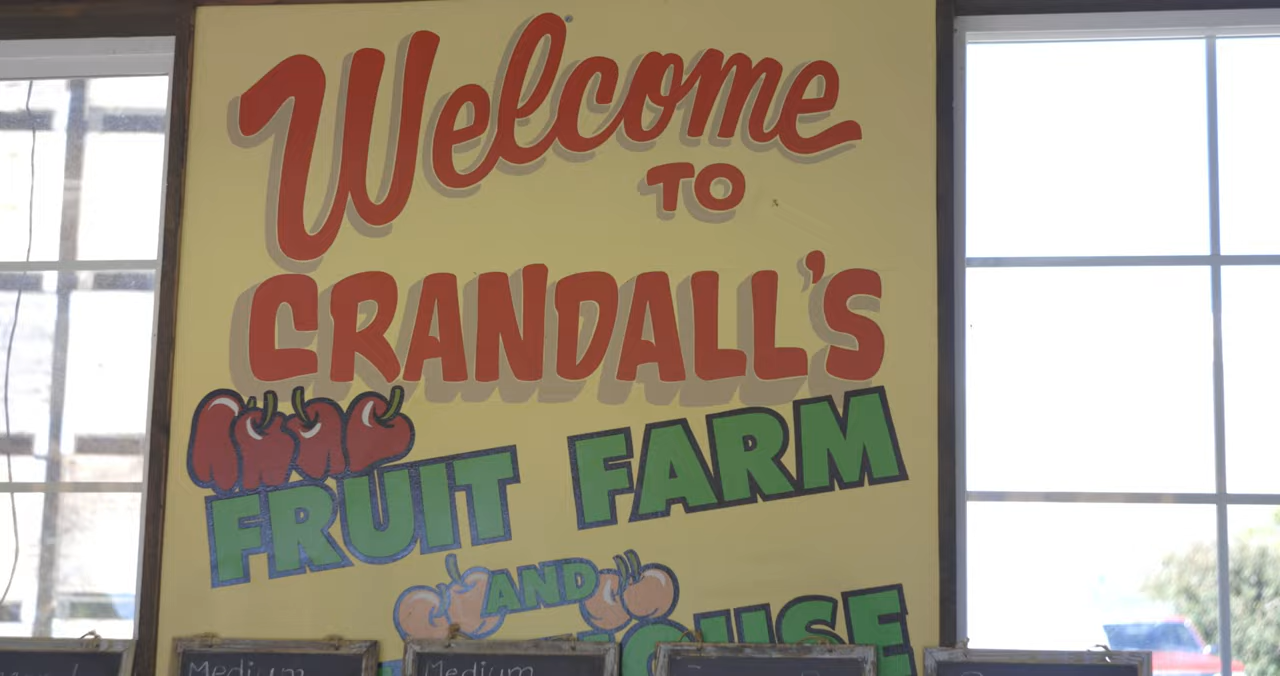 Welcome
TO
CRANDALL'S
FRUIT FARM
AND
Medium
Medium